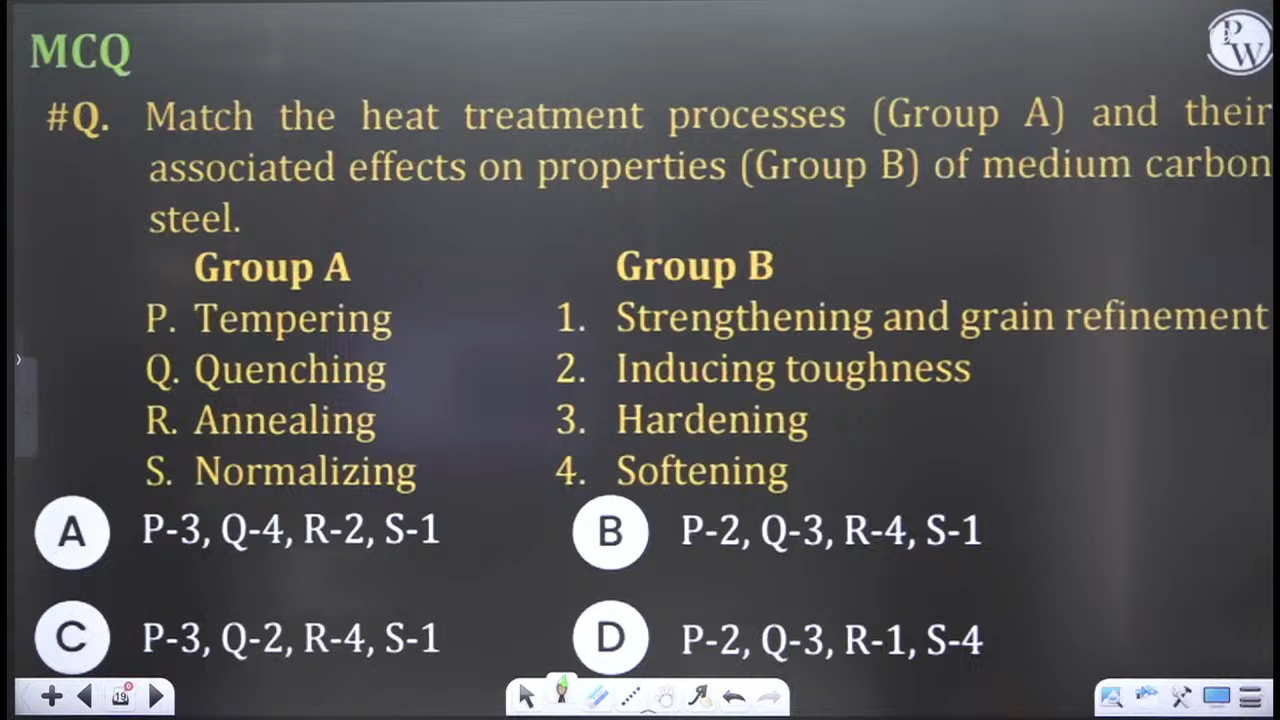 MCQ
PW
#Q. Match the heat treatment processes (Group A) and their
associated effects on properties (Group B) of medium carbon
steel.
Group A Group B
P. Tempering 1. Strengthening and grain refinement
Q. Quenching 2. Inducing toughness
R. Annealing 3. Hardening
S. Normalizing 4. Softening
A P-3, Q-4, R-2, S-1 B P-2, Q-3, R-4, S-1
C P-3, Q-2, R-4, S-1 D P-2, Q-3, R-1, S-4
19